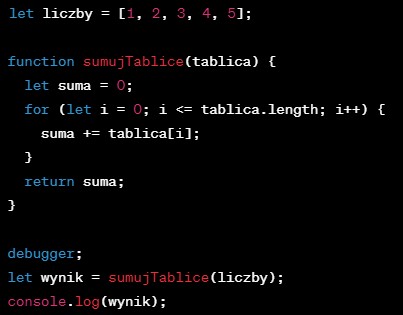 let liczby = [1, 2, 3, 4, 5];
function sumujTablice(tablica) {
let suma = 0;
for (let i = 0; i <= tablica.length; i++) {
suma += tablica[i];
}
return suma;
}
debugger;
let wynik = sumujTablice(liczby);
console.log(wynik);